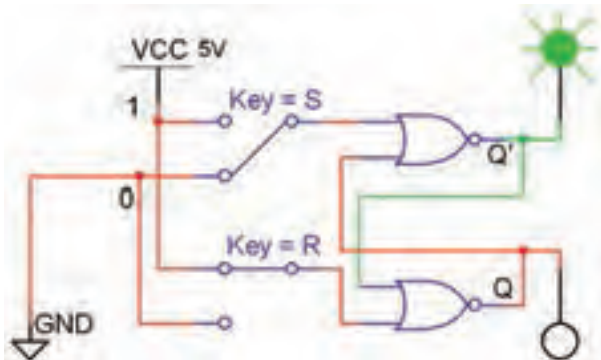 VCC 5V
1
Key = S
Q'
0
Key = R
Q
GND